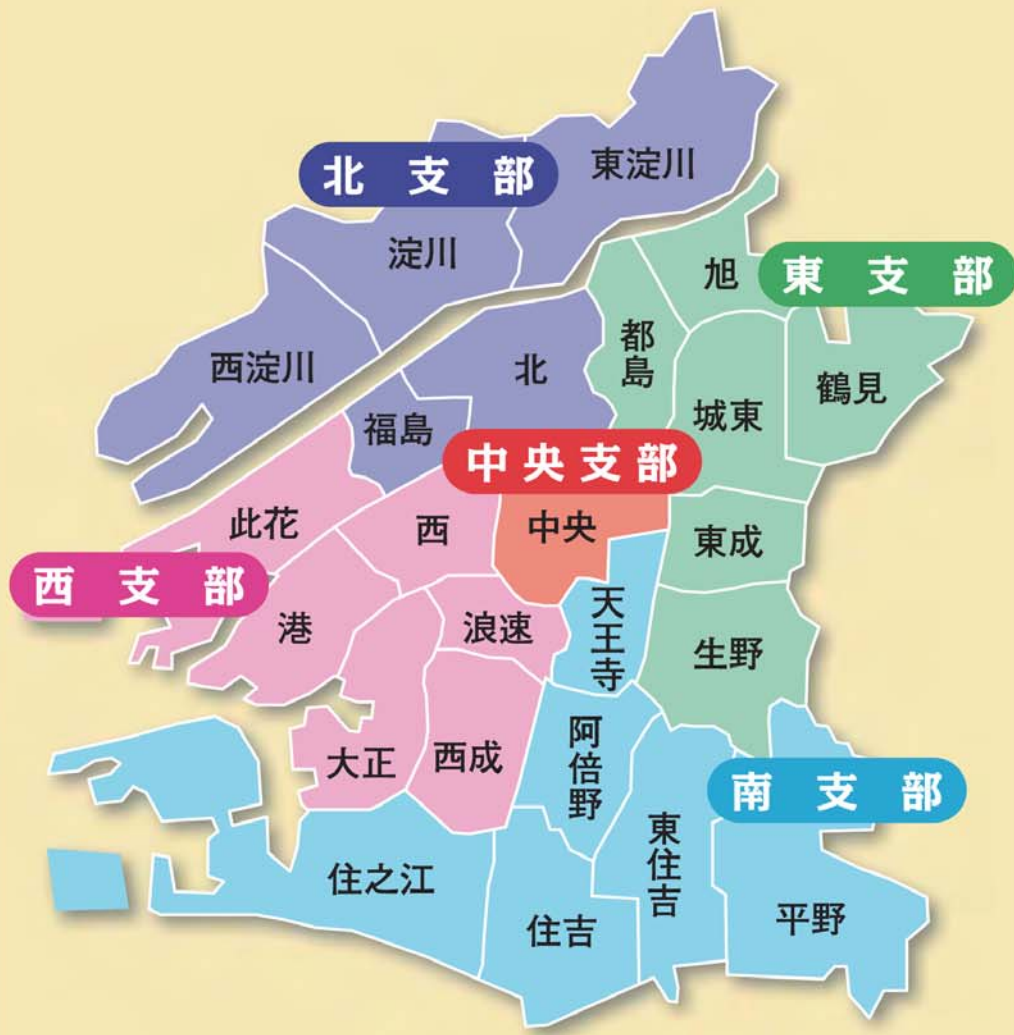 東淀川
北支部
淀川
旭
東支部
西淀川
北
都島
鶴見
福島
城東
中央支部
此花
西
中央
東成
西支部
港
浪速
天王寺
生野
大正
西成
阿倍野
南支部
住之江
東住吉
住吉
平野